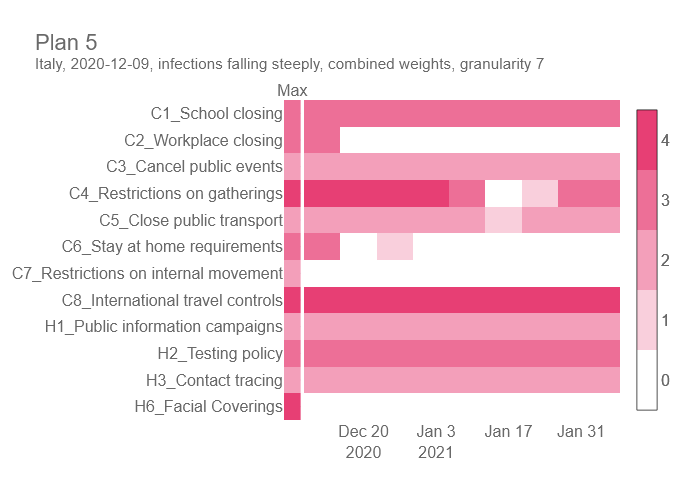 Plan 5
Italy, 2020-12-09, infections falling steeply, combined weights, granularity 7
Max
C1_School closing
C2_Workplace closing
C3_Cancel public events
C4_Restrictions on gatherings
C5_Close public transport
C6_Stay at home requirements
C7_Restrictions on internal movement
C8_International travel controls
H1_Public information campaigns
H2_Testing policy
H3_Contact tracing
H6_Facial Coverings
4
3
2
1
0
Dec 20 Jan 3 Jan 17 Jan 31
2020 2021